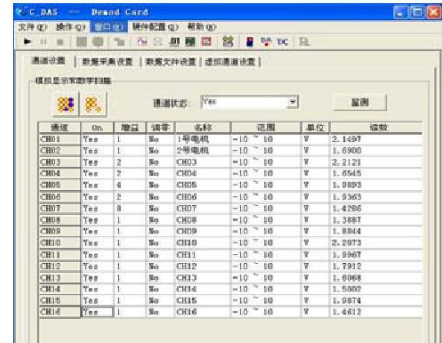 C_DAS — Demod Card
文件(F) 操作(O) 窗口(W) 硬件配置(Q) 帮助(H)
通道设置 数据采集设置 数据文件设置 虚拟通道设置
模拟显示和数字扫描
通道状态: Yes 显例
通道 On 增益 调零 名称 范围 单位 读数
CH01 Yes 1 No 1号电机 -10 ~ 10 V 2.1497
CH02 Yes 1 No 2号电机 -10 ~ 10 V 1.6900
CH03 Yes 2 No CH03 -10 ~ 10 V 2.2121
CH04 Yes 2 No CH04 -10 ~ 10 V 1.6545
CH05 Yes 4 No CH05 -10 ~ 10 V 1.9893
CH06 Yes 2 No CH06 -10 ~ 10 V 1.9363
CH07 Yes 8 No CH07 -10 ~ 10 V 1.4286
CH08 Yes 1 No CH08 -10 ~ 10 V 1.3887
CH09 Yes 1 No CH09 -10 ~ 10 V 1.8844
CH10 Yes 1 No CH10 -10 ~ 10 V 2.2073
CH11 Yes 1 No CH11 -10 ~ 10 V 1.9967
CH12 Yes 1 No CH12 -10 ~ 10 V 1.7912
CH13 Yes 1 No CH13 -10 ~ 10 V 1.6068
CH14 Yes 1 No CH14 -10 ~ 10 V 1.5002
CH15 Yes 1 No CH15 -10 ~ 10 V 1.9874
CH16 Yes 1 No CH16 -10 ~ 10 V 1.4612